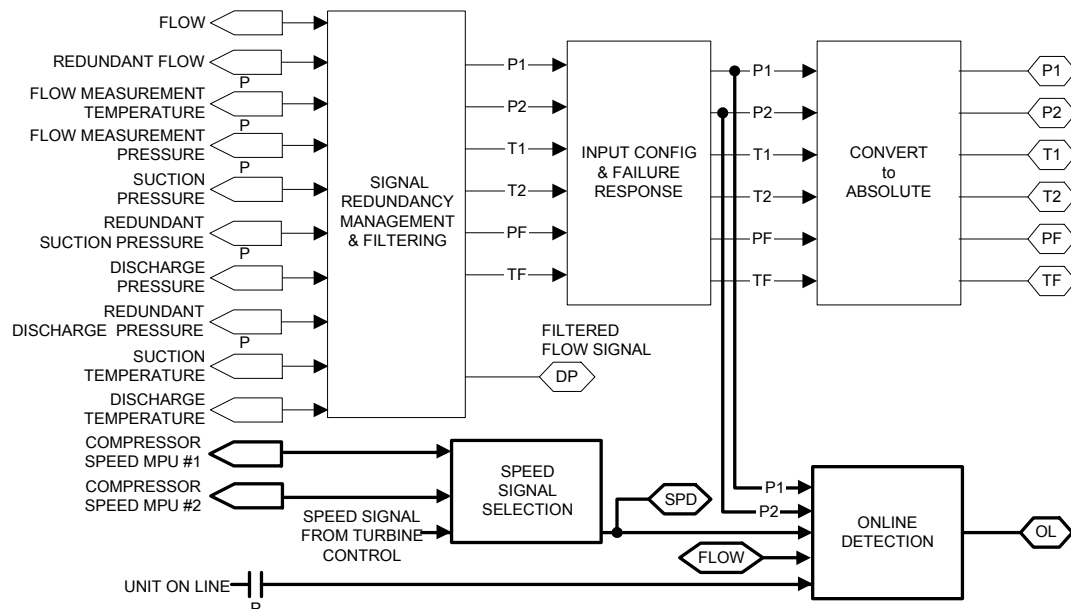 FLOW
REDUNDANT FLOW
P
FLOW MEASUREMENT
TEMPERATURE
P
FLOW MEASUREMENT
PRESSURE
P
SUCTION
PRESSURE
REDUNDANT
SUCTION PRESSURE
P
DISCHARGE
PRESSURE
REDUNDANT
DISCHARGE PRESSURE
P
SUCTION
TEMPERATURE
DISCHARGE
TEMPERATURE
SIGNAL
REDUNDANCY
MANAGEMENT
& FILTERING
P1
P2
T1
T2
PF
TF
FILTERED
FLOW SIGNAL
DP
INPUT CONFIG
& FAILURE
RESPONSE
P1
P2
T1
T2
PF
TF
CONVERT
to
ABSOLUTE
P1
P2
T1
T2
PF
TF
COMPRESSOR
SPEED MPU #1
COMPRESSOR
SPEED MPU #2
SPEED SIGNAL
FROM TURBINE
CONTROL
SPEED
SIGNAL
SELECTION
SPD
P1
P2
FLOW
UNIT ON LINE
ONLINE
DETECTION
OL